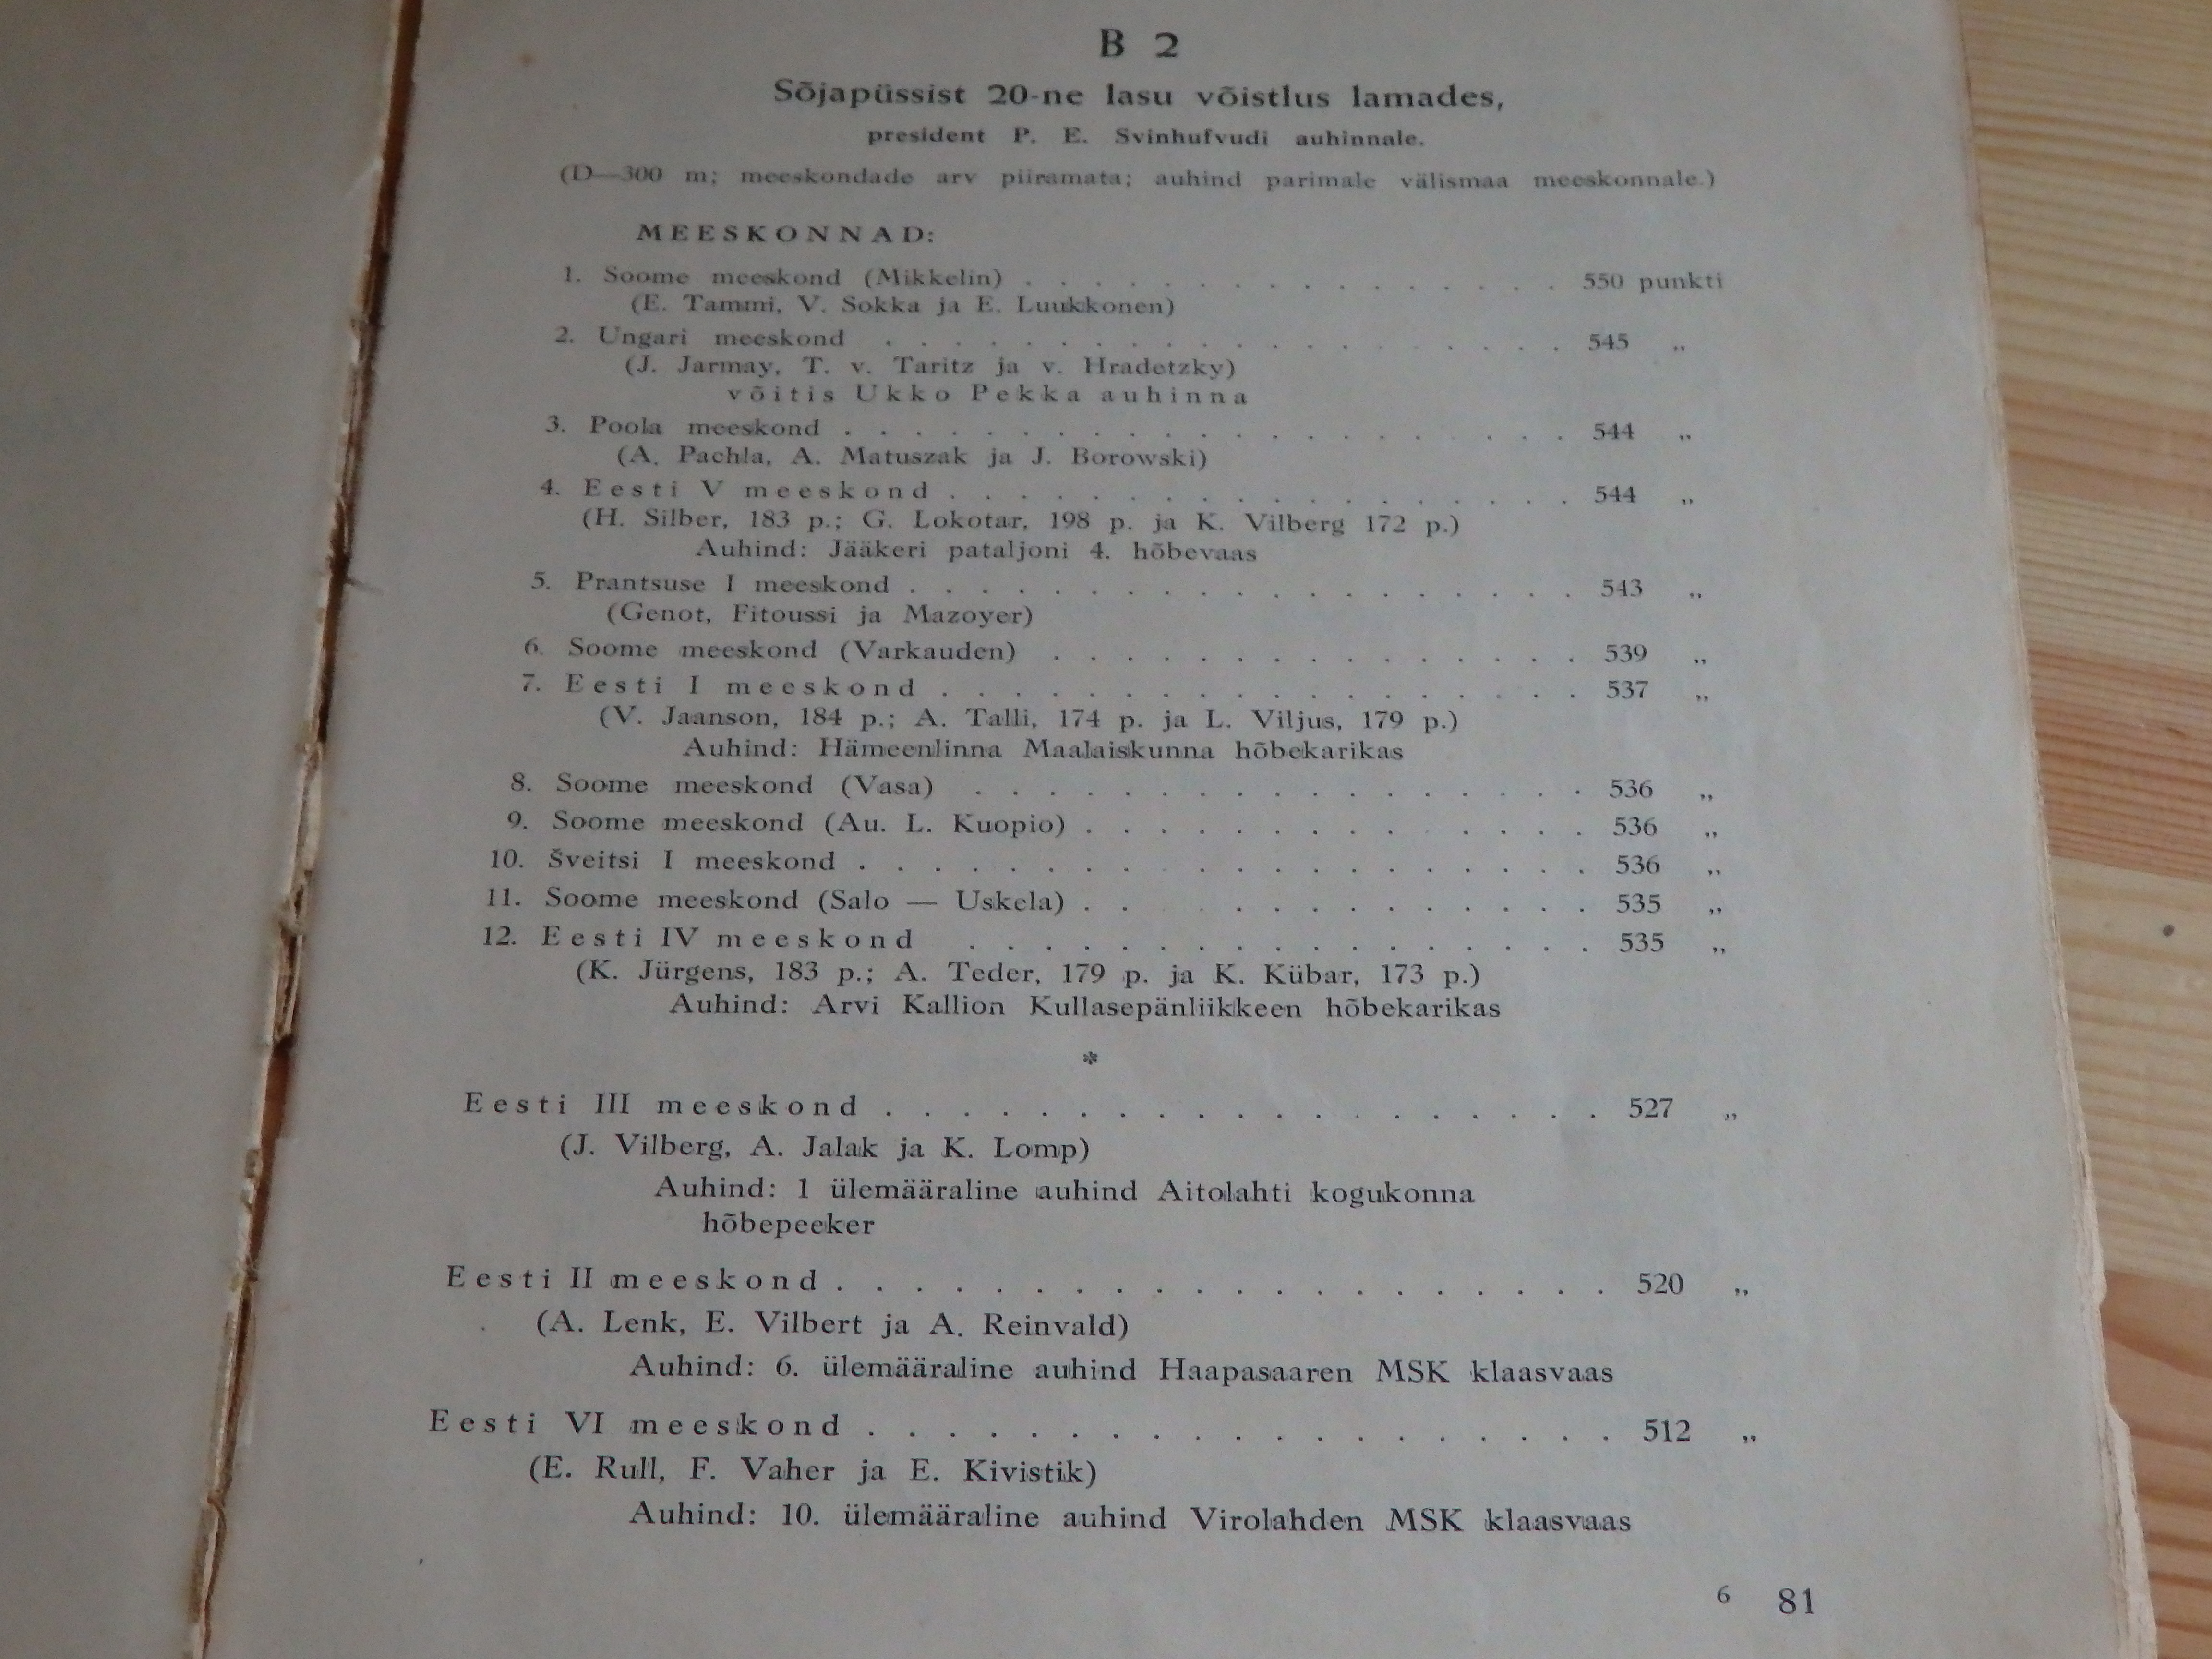 B 2
Sõjapüssist 20-ne lasu võistlus lamades,
president P. E. Svinhufvudi auhinnale.
(D—300 m; meeskondade arv piiramata; auhind parimale välismaa meeskonnale.)
MEESKONNAD:
1. Soome meeskond (Mikkelin) . . . . . . . . . . . . . . . . 550 punkti
(E. Tammi, V. Sokka ja E. Luukkonen)
2. Ungari meeskond . . . . . . . . . . . . . . . . . . . . 545 „
(J. Jarmay, T. v. Taritz ja v. Hradetzky)
võitis Ukko Pekka auhinna
3. Poola meeskond . . . . . . . . . . . . . . . . . . . . . 544 „
(A. Pachla, A. Matuszak ja J. Borowski)
4. Eesti V meeskond . . . . . . . . . . . . . . . . . . 544 „
(H. Silber, 183 p.; G. Lokotar, 198 p. ja K. Vilberg 172 p.)
Auhind: Jääkeri pataljoni 4. hõbevaas
5. Prantsuse I meeskond . . . . . . . . . . . . . . . . . . . 543 „
(Genot, Fitoussi ja Mazoyer)
6. Soome meeskond (Varkauden) . . . . . . . . . . . . . . . 539 „
7. Eesti I meeskond . . . . . . . . . . . . . . . . . . 537 „
(V. Jaanson, 184 p.; A. Talli, 174 p. ja L. Viljus, 179 p.)
Auhind: Hämeenlinna Maalaiskunna hõbekarikas
8. Soome meeskond (Vasa) . . . . . . . . . . . . . . . . . 536 „
9. Soome meeskond (Au. L. Kuopio) . . . . . . . . . . . . . . 536 „
10. Šveitsi I meeskond . . . . . . . . . . . . . . . . . . . . 536 „
11. Soome meeskond (Salo — Uskela) . . . . . . . . . . . . . 535 „
12. Eesti IV meeskond . . . . . . . . . . . . . . . . . 535 „
(K. Jürgens, 183 p.; A. Teder, 179 p. ja K. Kübar, 173 p.)
Auhind: Arvi Kallion Kullasepänliikkeen hõbekarikas
*
Eesti III meeskond . . . . . . . . . . . . . . . . . . 527 „
(J. Vilberg, A. Jalak ja K. Lomp)
Auhind: 1 ülemääraline auhind Aitolahti kogukonna
hõbepeeker
Eesti II meeskond . . . . . . . . . . . . . . . . . . . . 520 „
(A. Lenk, E. Vilbert ja A. Reinvald)
Auhind: 6. ülemääraline auhind Haapasaaren MSK klaasvaas
Eesti VI meeskond . . . . . . . . . . . . . . . . . . . 512 „
(E. Rull, F. Vaher ja E. Kivistik)
Auhind: 10. ülemääraline auhind Virolahden MSK klaasvaas
6 81